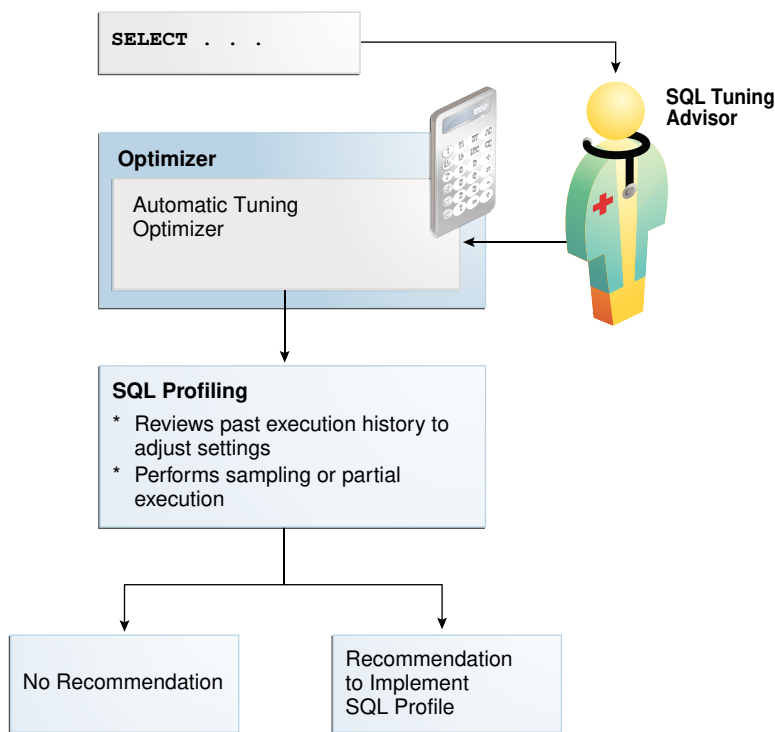 SELECT . . .
SQL Tuning
Advisor
Optimizer
Automatic Tuning
Optimizer
SQL Profiling
* Reviews past execution history to
adjust settings
* Performs sampling or partial
execution
No Recommendation
Recommendation
to Implement
SQL Profile